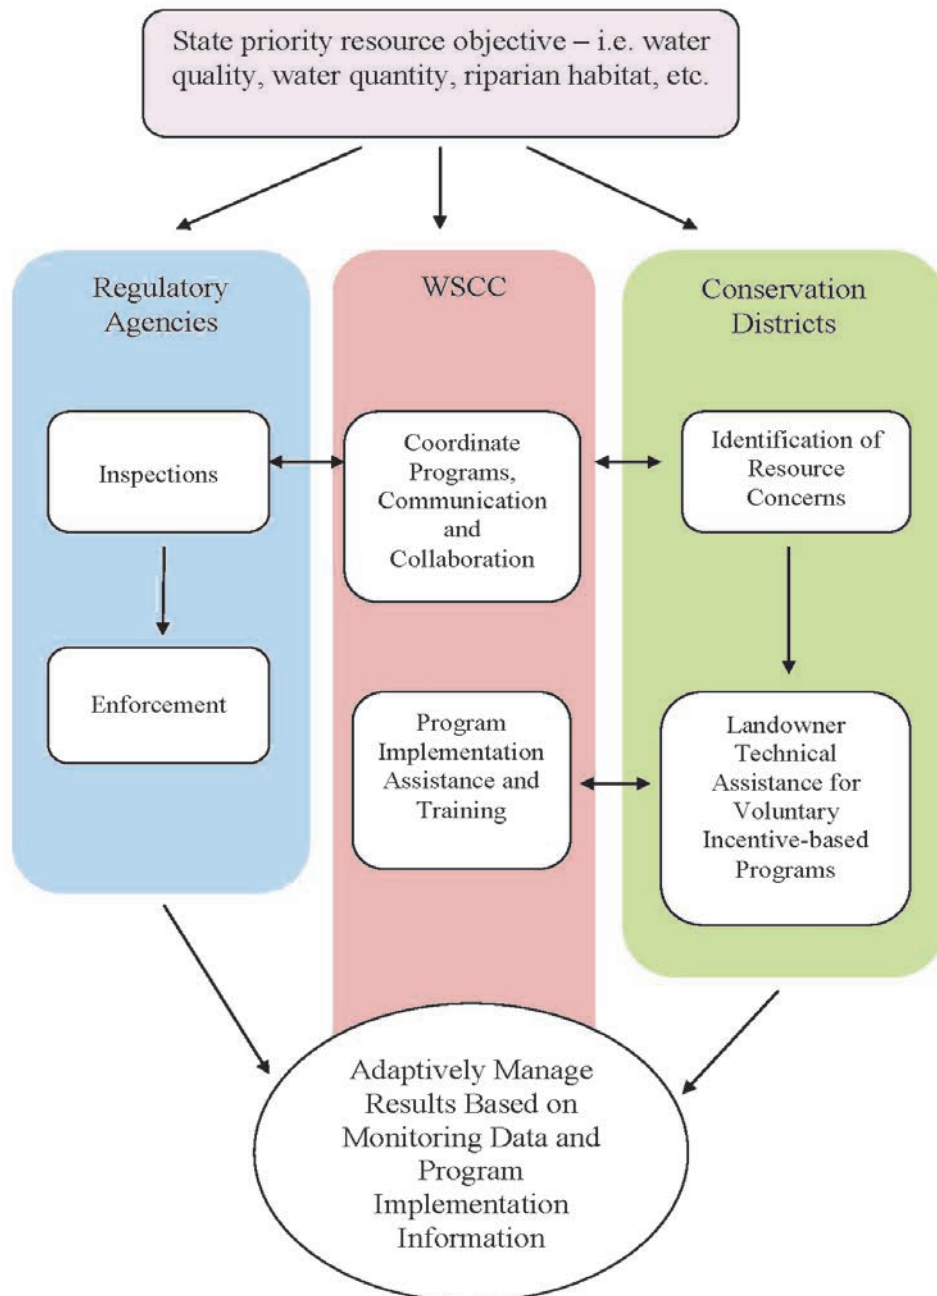 State priority resource objective – i.e. water
quality, water quantity, riparian habitat, etc.
Regulatory
Agencies
WSCC
Conservation
Districts
Inspections
Coordinate
Programs,
Communication
and
Collaboration
Identification of
Resource
Concerns
Enforcement
Program
Implementation
Assistance and
Training
Landowner
Technical
Assistance for
Voluntary
Incentive-based
Programs
Adaptively Manage
Results Based on
Monitoring Data and
Program
Implementation
Information